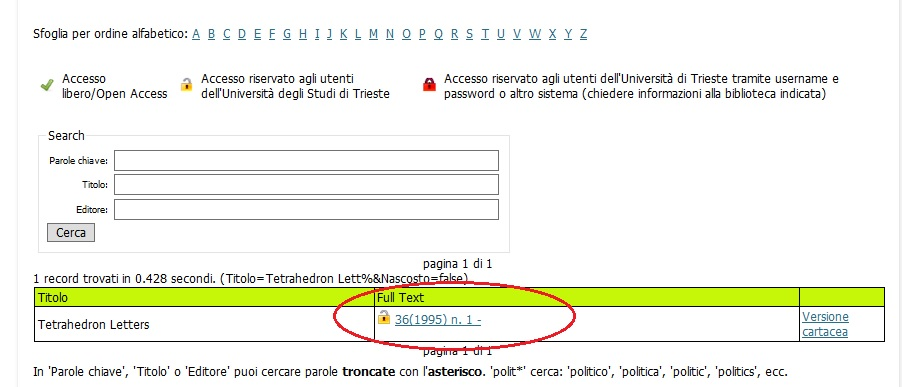 Sfoglia per ordine alfabetico: A B C D E F G H I J K L M N O P Q R S T U V W X Y Z
Accesso libero/Open Access
Accesso riservato agli utenti dell'Università degli Studi di Trieste
Accesso riservato agli utenti dell'Università di Trieste tramite username e password o altro sistema (chiedere informazioni alla biblioteca indicata)
Search
Parole chiave:
Titolo:
Editore:
Cerca
pagina 1 di 1
1 record trovati in 0.428 secondi. (Titolo=Tetrahedron Lett%&Nascosto=false)
Titolo Full Text
Tetrahedron Letters 36(1995) n. 1 - Versione cartacea
pagina 1 di 1
In 'Parole chiave', 'Titolo' o 'Editore' puoi cercare parole troncate con l'asterisco. 'polit*' cerca: 'politico', 'politica', 'politic', 'politics', ecc.